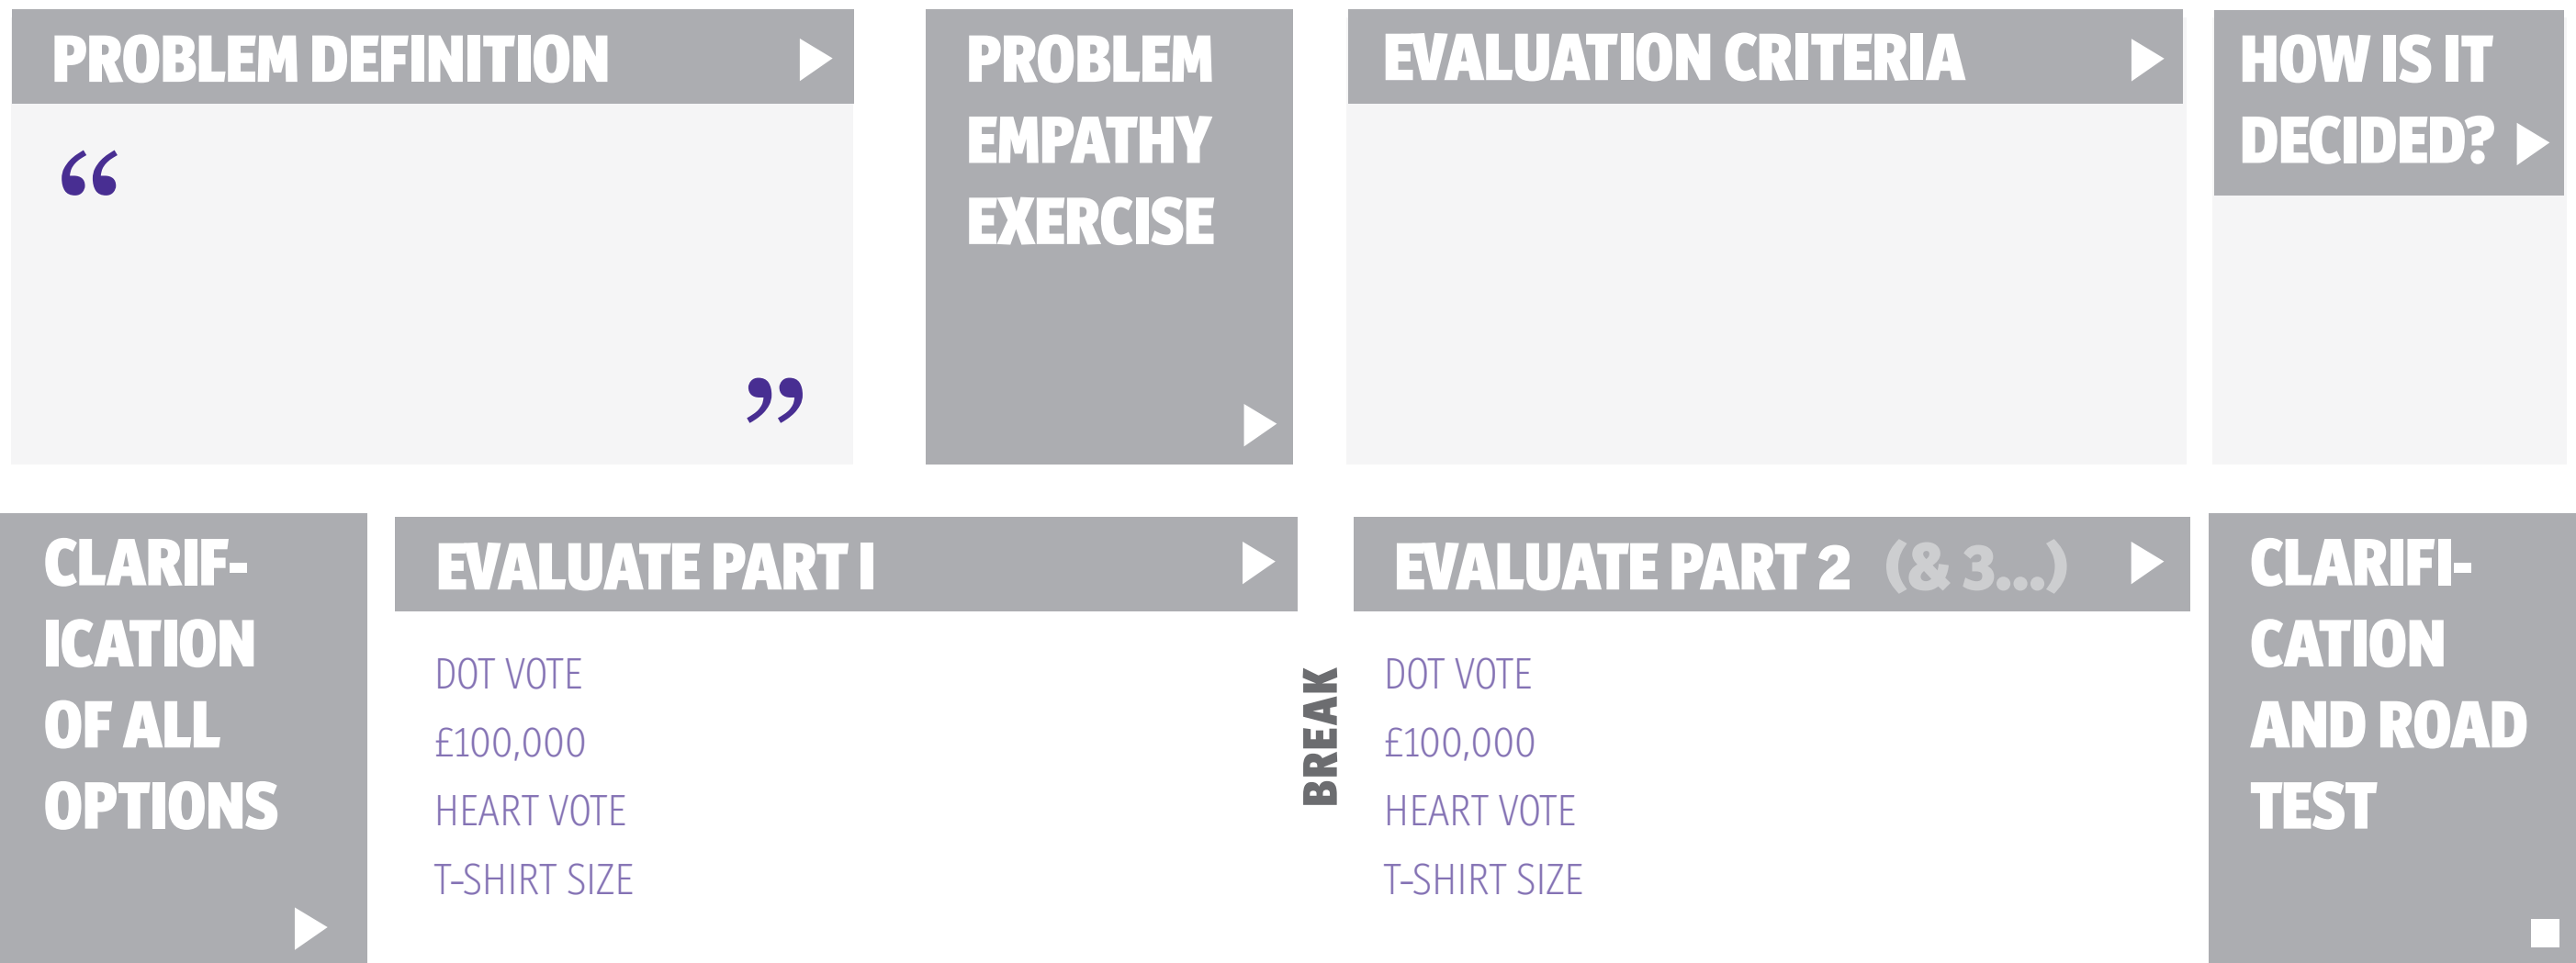 PROBLEM DEFINITION
“
”
PROBLEM
EMPATHY
EXERCISE
EVALUATION CRITERIA
HOW IS IT
DECIDED?
CLARIF-
ICATION
OF ALL
OPTIONS
EVALUATE PART I
DOT VOTE
£100,000
HEART VOTE
T-SHIRT SIZE
BREAK
EVALUATE PART 2 (& 3...)
DOT VOTE
£100,000
HEART VOTE
T-SHIRT SIZE
CLARIFI-
CATION
AND ROAD
TEST